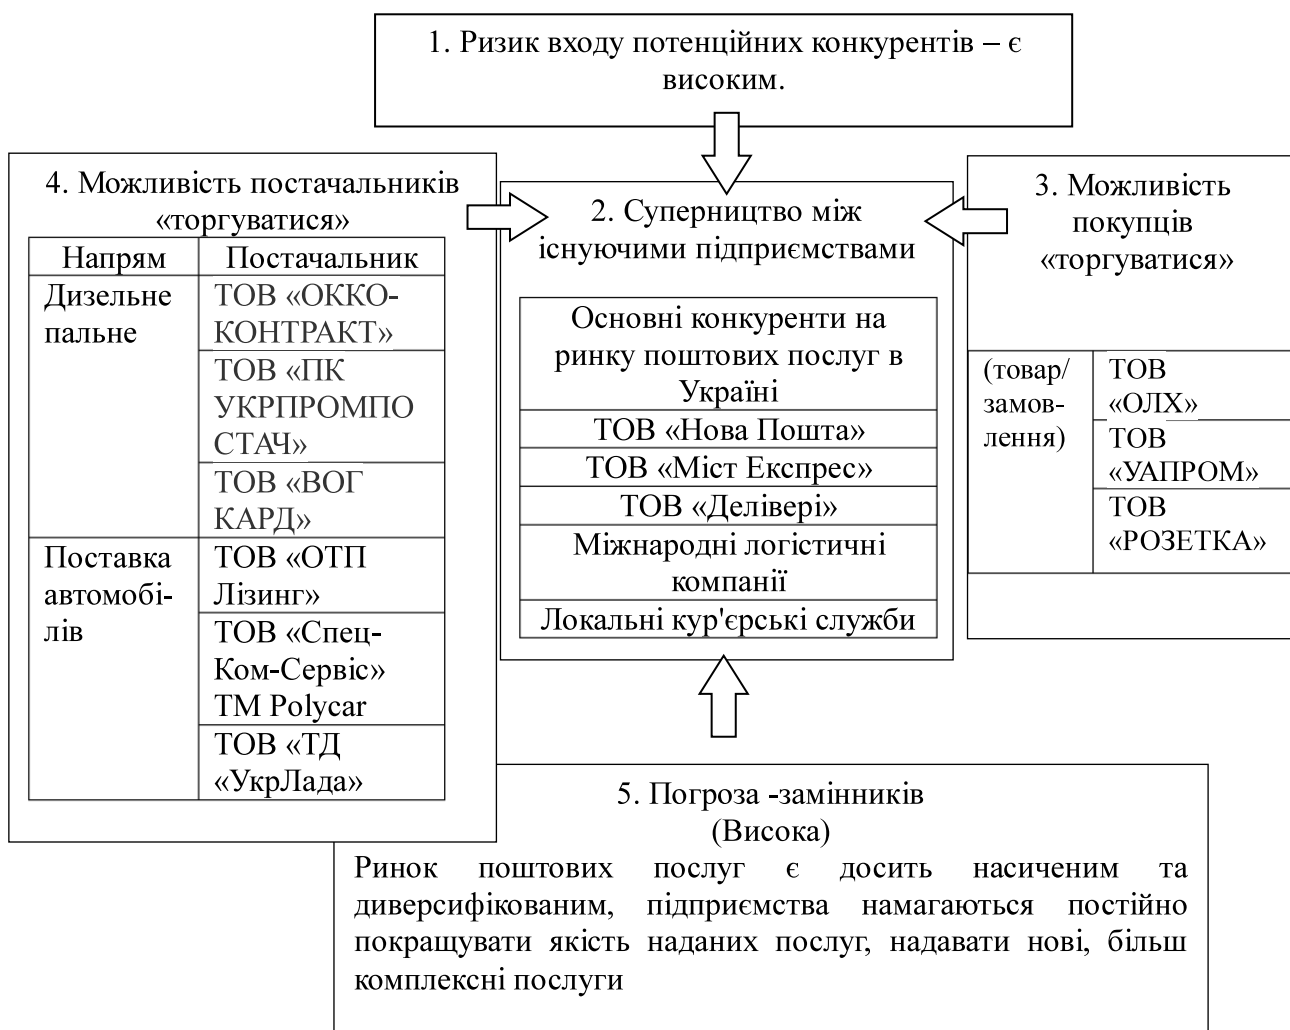 1. Ризик входу потенційних конкурентів – є
високим.
4. Можливість постачальників
«торгуватися»
Напрям
Постачальник
Дизельне
пальне
ТОВ «ОККО-
КОНТРАКТ»
ТОВ «ПК
УКРПРОМПО
СТАЧ»
ТОВ «ВОГ
КАРД»
Поставка
автомобі-
лів
ТОВ «ОТП
Лізинг»
ТОВ «Спец-
Ком-Сервіс»
ТМ Polycar
ТОВ «ТД
«УкрЛада»
2. Суперництво між
існуючими підприємствами
Основні конкуренти на
ринку поштових послуг в
Україні
ТОВ «Нова Пошта»
ТОВ «Міст Експрес»
ТОВ «Делівері»
Міжнародні логістичні
компанії
Локальні кур'єрські служби
3. Можливість
покупців
«торгуватися»
(товар/
замов-
лення)
ТОВ
«ОЛХ»
ТОВ
«УАПРОМ»
ТОВ
«РОЗЕТКА»
5. Погроза -замінників
(Висока)
Ринок поштових послуг є досить насиченим та
диверсифікованим, підприємства намагаються постійно
покращувати якість наданих послуг, надавати нові, більш
комплексні послуги